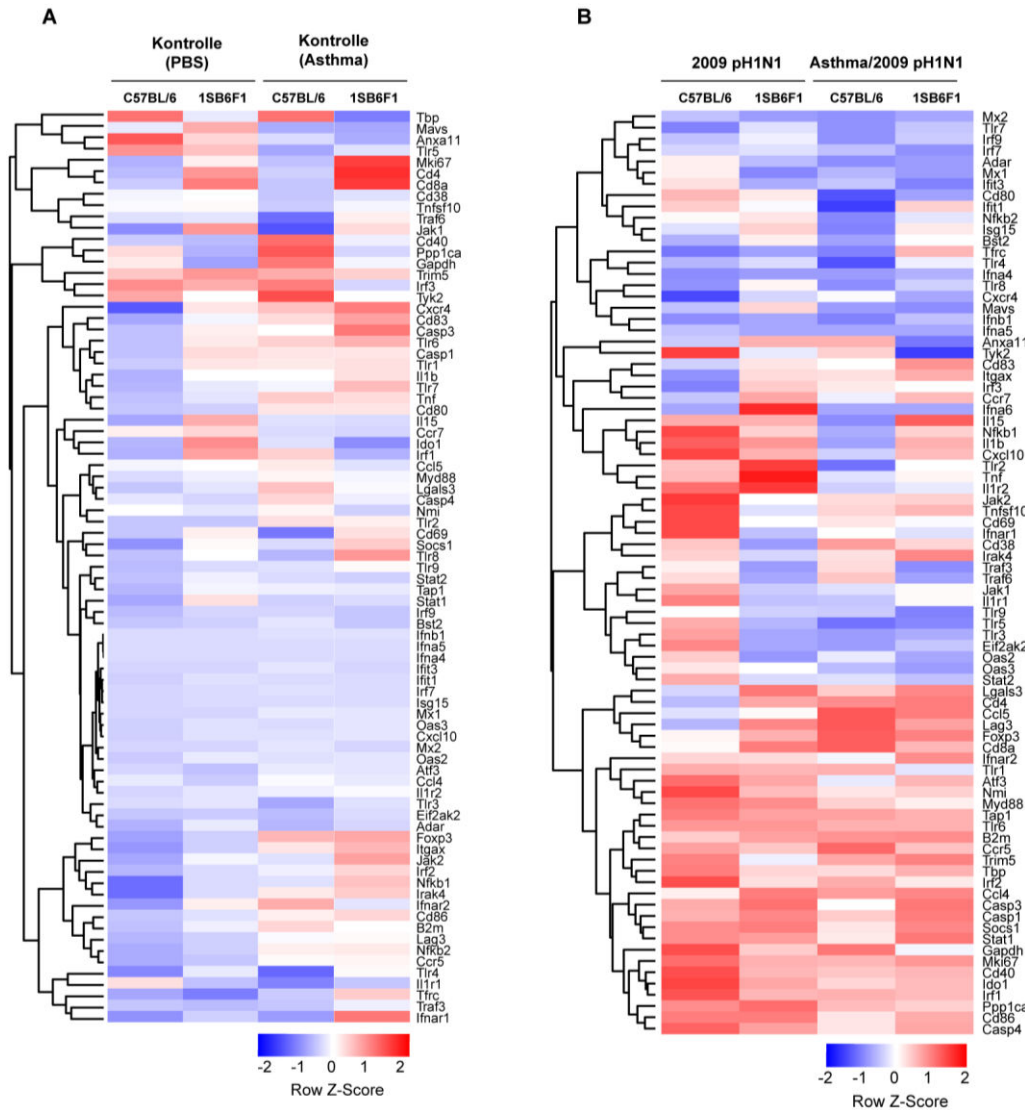 A
Kontrolle
(PBS)
Kontrolle
(Asthma)
C57BL/6 1SB6F1 C57BL/6 1SB6F1
Tbp
Mavs
Anxa11
Tlr5
Mki67
Cd4
Cd8a
Cd38
Tnfsf10
Traf6
Jak1
Cd40
Ppp1ca
Gapdh
Trim5
Irf3
Tyk2
Cxcr4
Cd83
Casp3
Tlr6
Casp1
Tlr1
Il1b
Tlr7
Tnf
Cd80
Il15
Ccr7
Ido1
Irf1
Ccl5
Myd88
Lgals3
Casp4
Nmi
Tlr2
Cd69
Socs1
Tlr8
Tlr9
Stat2
Tap1
Stat1
Irf9
Bst2
Ifnb1
Ifna5
Ifna4
Ifit3
Ifit1
Irf7
Isg15
Mx1
Oas3
Cxcl10
Mx2
Oas2
Atf3
Ccl4
Il1r2
Tlr3
Eif2ak2
Adar
Foxp3
Itgax
Jak2
Irf2
Nfkb1
Irak4
Ifnar2
Cd86
B2m
Lag3
Nfkb2
Ccr5
Tlr4
Il1r1
Tfrc
Traf3
Ifnar1
-2 -1 0 1 2
Row Z-Score
B
2009 pH1N1 Asthma/2009 pH1N1
C57BL/6 1SB6F1 C57BL/6 1SB6F1
Mx2
Tlr7
Irf9
Irf7
Adar
Mx1
Ifit3
Cd80
Ifit1
Nfkb2
Isg15
Bst2
Tfrc
Tlr4
Ifna4
Tlr8
Cxcr4
Mavs
Ifnb1
Ifna5
Anxa11
Tyk2
Cd83
Itgax
Irf3
Ccr7
Ifna6
Il15
Nfkb1
Il1b
Cxcl10
Tlr2
Tnf
Il1r2
Jak2
Tnfsf10
Cd69
Ifnar1
Cd38
Irak4
Traf3
Traf6
Jak1
Il1r1
Tlr9
Tlr5
Tlr3
Eif2ak2
Oas2
Oas3
Stat2
Lgals3
Cd4
Ccl5
Lag3
Foxp3
Cd8a
Ifnar2
Tlr1
Atf3
Nmi
Myd88
Tap1
Tlr6
B2m
Ccr5
Trim5
Tbp
Irf2
Ccl4
Casp3
Casp1
Socs1
Stat1
Gapdh
Mki67
Cd40
Ido1
Irf1
Ppp1ca
Cd86
Casp4
-2 -1 0 1 2
Row Z-Score